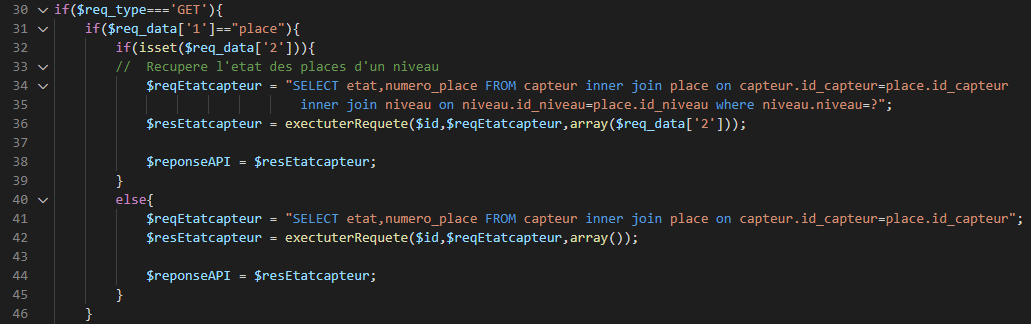 30 if($req_type==='GET'){
31     if($req_data['1']=="place"){
32         if(isset($req_data['2'])){
33         //  Recupere l'etat des places d'un niveau
34             $reqEtatcapteur = "SELECT etat,numero_place FROM capteur inner join place on capteur.id_capteur=place.id_capteur
35                                 inner join niveau on niveau.id_niveau=place.id_niveau where niveau.niveau=?";
36             $resEtatcapteur = exectuterRequete($id,$reqEtatcapteur,array($req_data['2']));
37
38             $reponseAPI = $resEtatcapteur;
39         }
40         else{
41             $reqEtatcapteur = "SELECT etat,numero_place FROM capteur inner join place on capteur.id_capteur=place.id_capteur";
42             $resEtatcapteur = exectuterRequete($id,$reqEtatcapteur,array());
43
44             $reponseAPI = $resEtatcapteur;
45         }
46     }